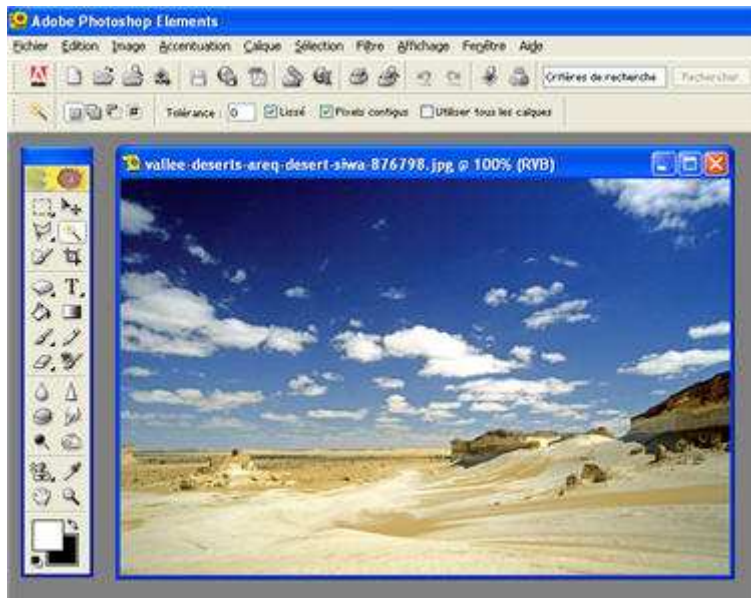 Adobe Photoshop Elements
Fichier Edition Image Accentuation Calque Sélection Filtre Affichage Fenêtre Aide
Critères de recherche Rechercher
Tolérance : 0 Lissé Pixels contigus Utiliser tous les calques
vallee-deserts-areq-desert-siwa-876798.jpg @ 100% (RVB)
T